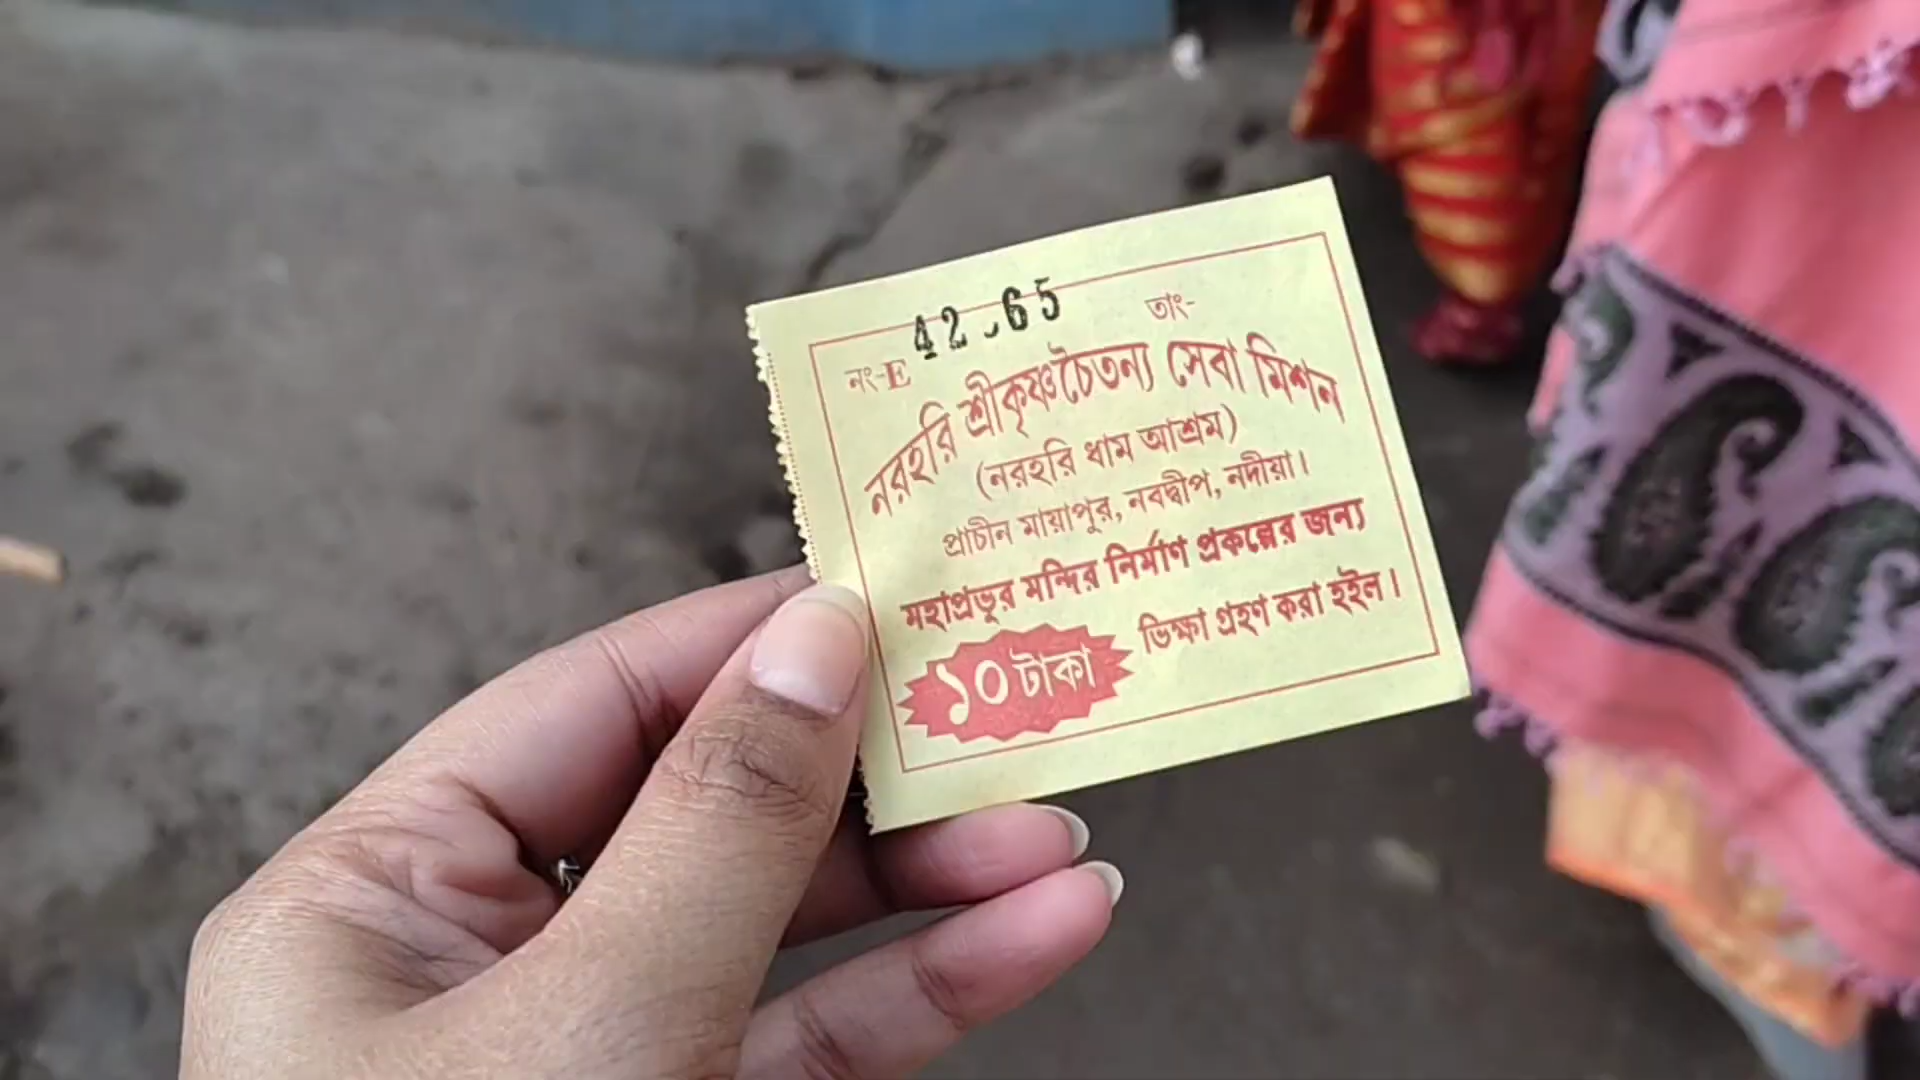 নং-E 42 65 তাং-
নরহরি শ্রীকৃষ্ণচৈতন্য সেবা মিশন
(নরহরি ধাম আশ্রম)
প্রাচীন মায়াপুর, নবদ্বীপ, নদীয়া।
মহাপ্রভুর মন্দির নির্মাণ প্রকল্পের জন্য
১০ টাকা ভিক্ষা গ্রহণ করা হইল।